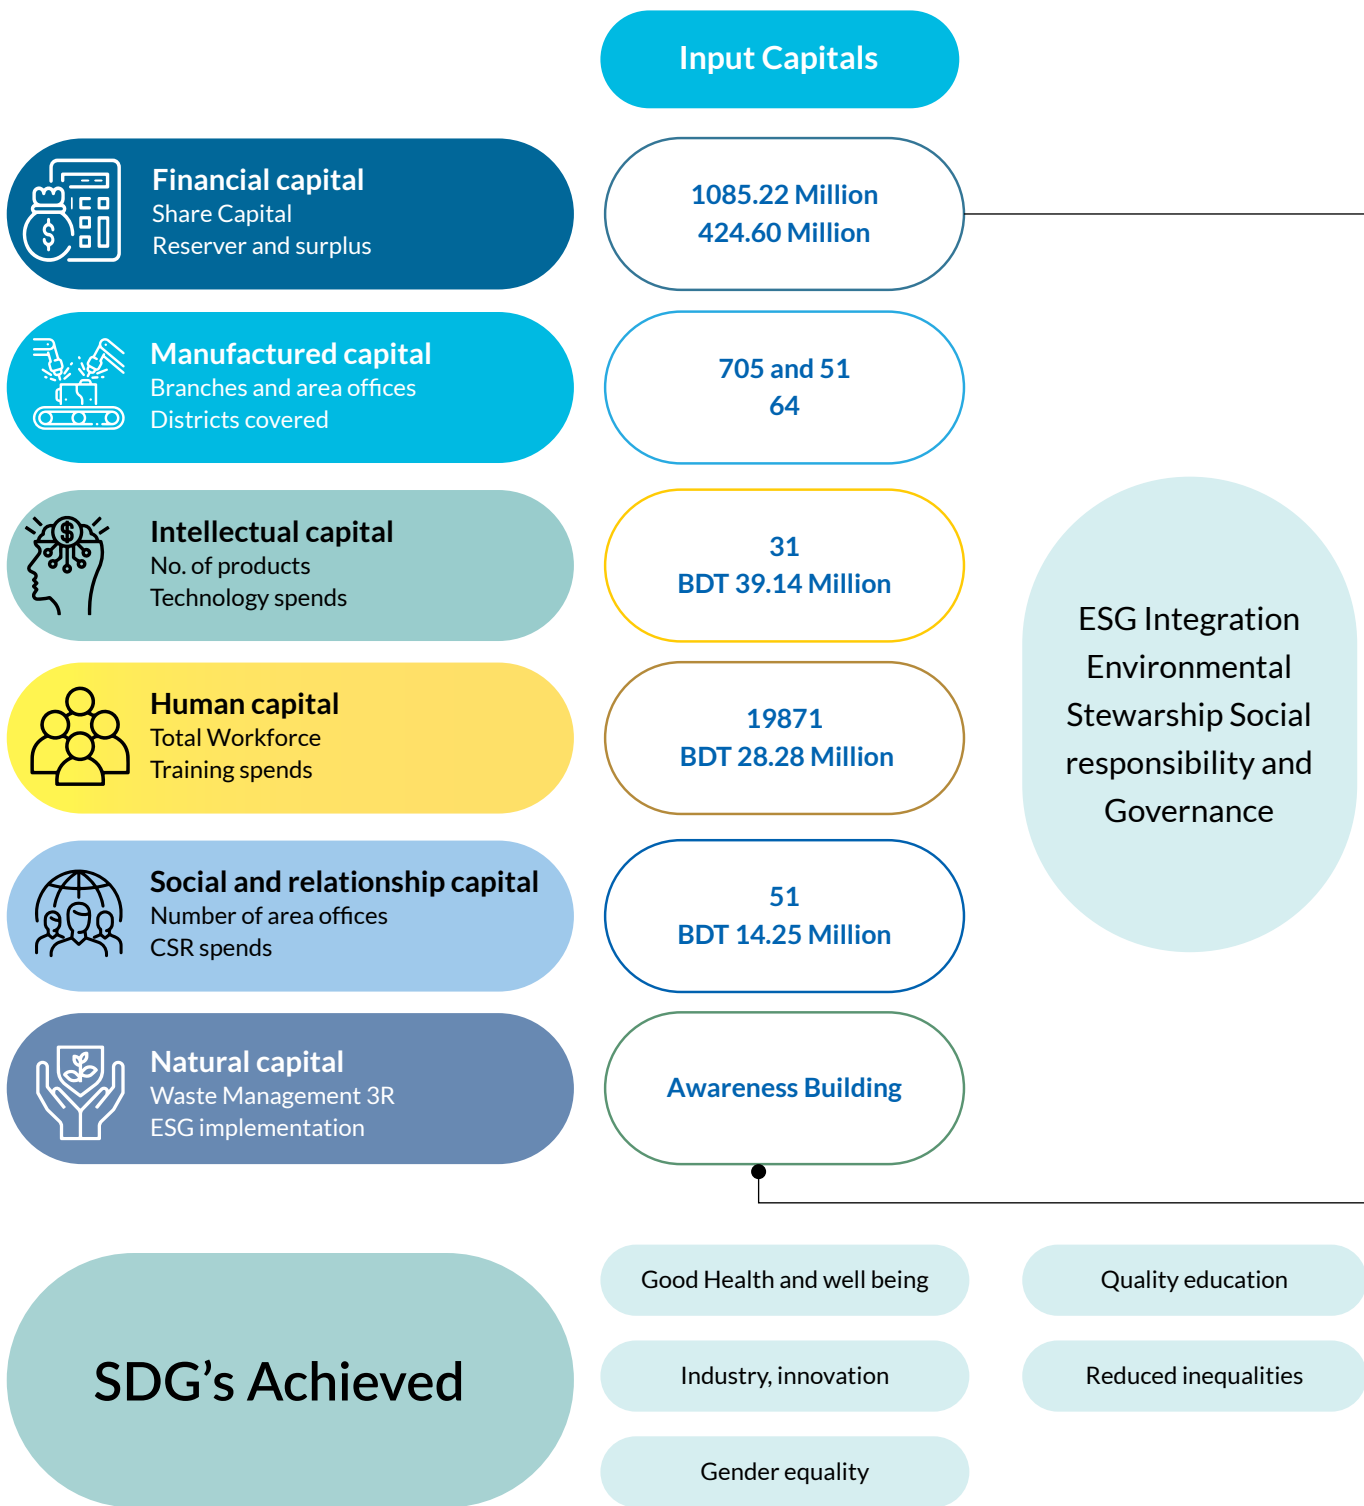 Input Capitals
Financial capital
Share Capital
Reserver and surplus
1085.22 Million
424.60 Million
Manufactured capital
Branches and area offices
Districts covered
705 and 51
64
Intellectual capital
No. of products
Technology spends
31
BDT 39.14 Million
Human capital
Total Workforce
Training spends
19871
BDT 28.28 Million
Social and relationship capital
Number of area offices
CSR spends
51
BDT 14.25 Million
Natural capital
Waste Management 3R
ESG implementation
Awareness Building
ESG Integration
Environmental
Stewarship Social
responsibility and
Governance
SDG’s Achieved
Good Health and well being
Quality education
Industry, innovation
Reduced inequalities
Gender equality